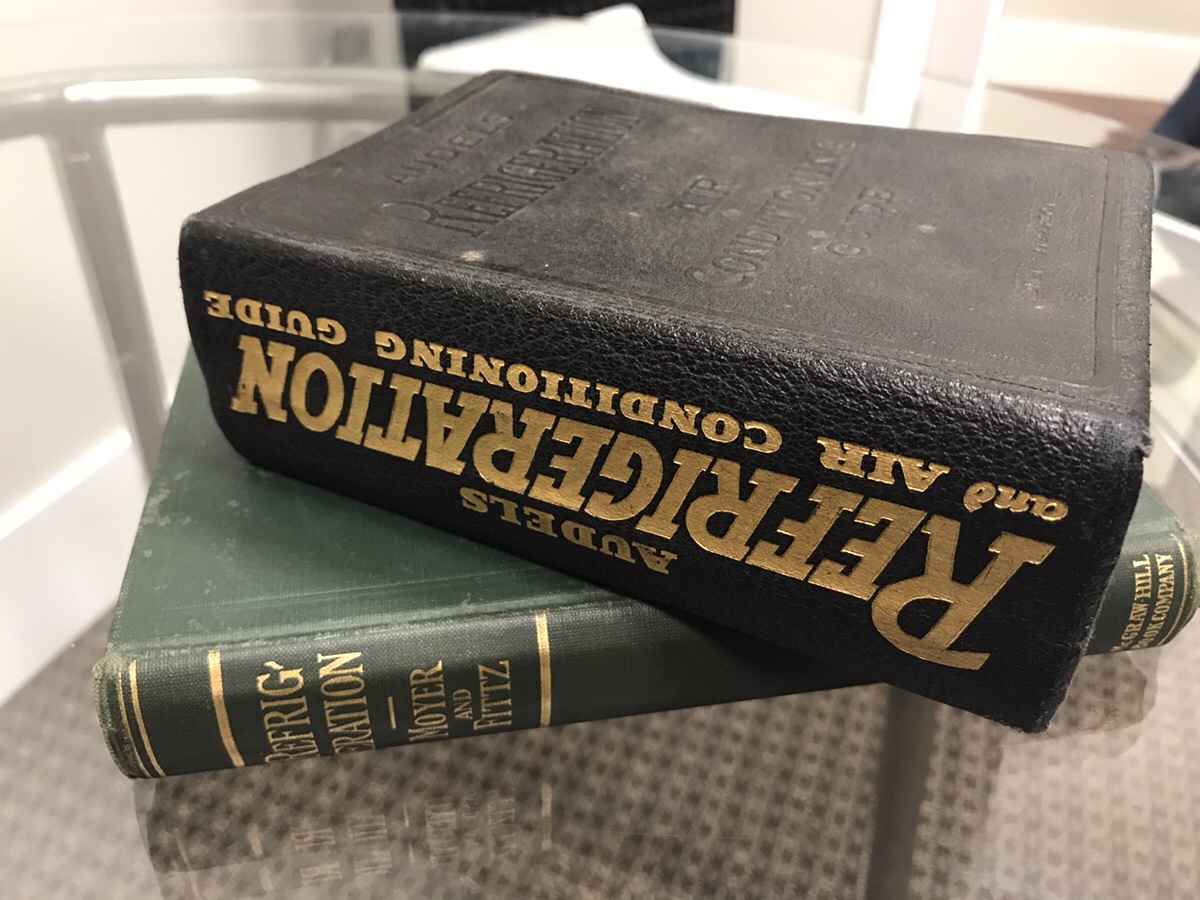 AUDELS
REFRIGERATION
AIR
CONDITIONING
GUIDE
AUDELS
REFRIGERATION
and AIR CONDITIONING GUIDE
REFRIG'
ERATION
MOYER
AND
FITTZ
MCGRAW-HILL
BOOK COMPANY